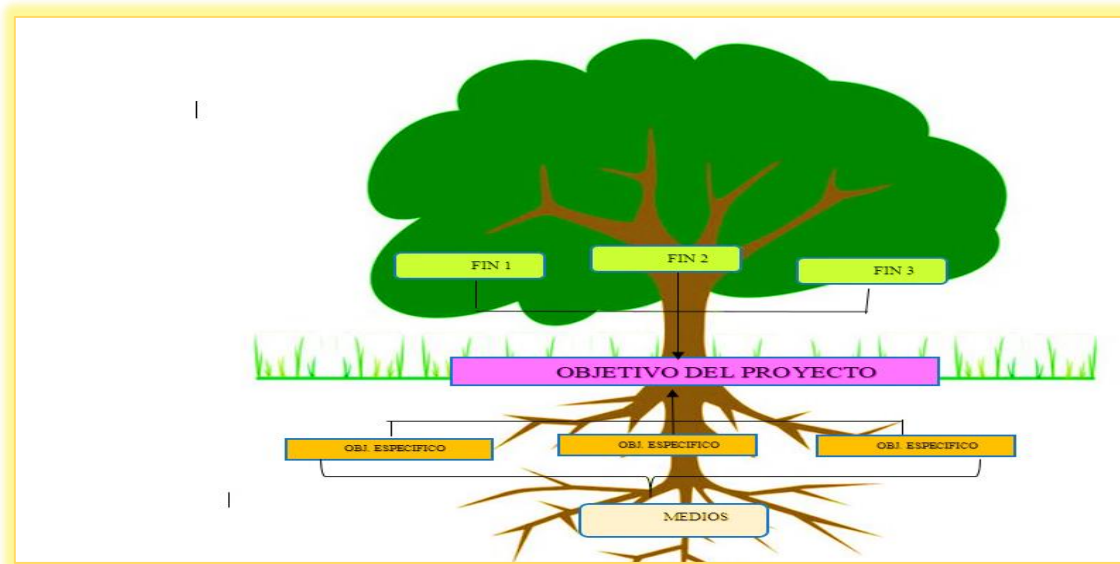 FIN 1
FIN 2
FIN 3
OBJETIVO DEL PROYECTO
OBJ. ESPECIFICO
OBJ. ESPECIFICO
OBJ. ESPECIFICO
MEDIOS